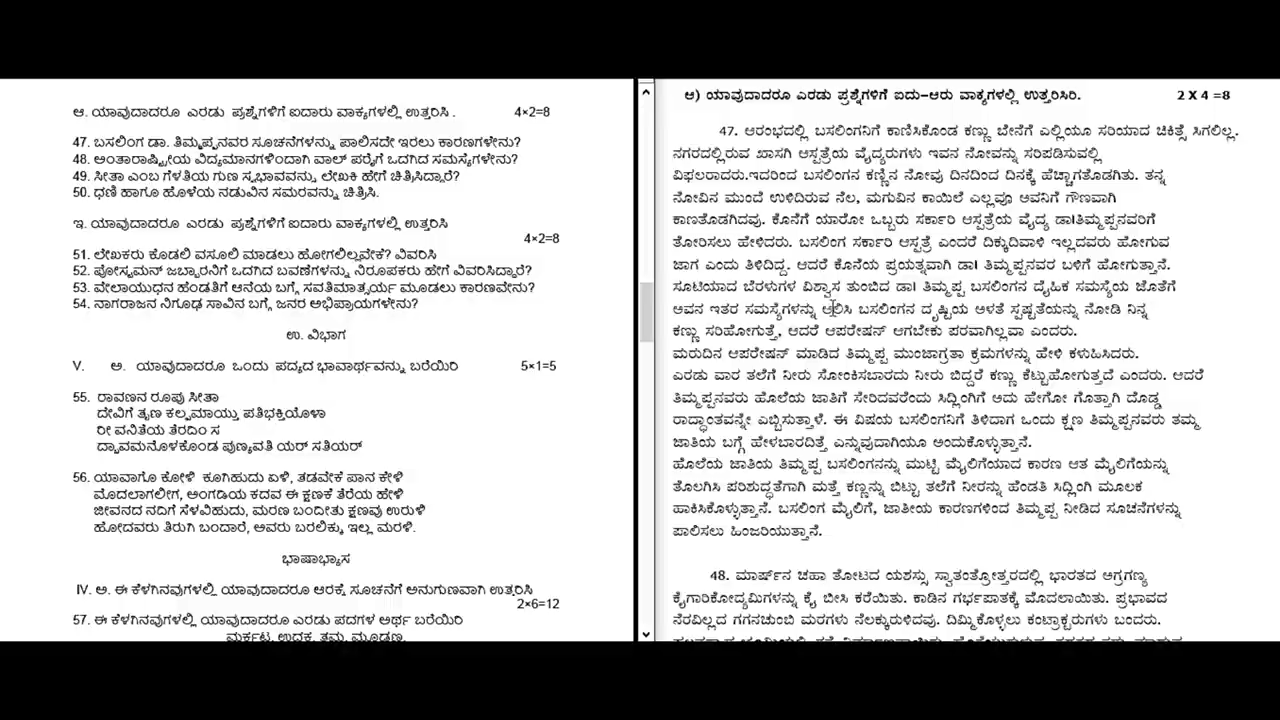 ಆ. ಯಾವುದಾದರೂ ಎರಡು ಪ್ರಶ್ನೆಗಳಿಗೆ ಐದಾರು ವಾಕ್ಯಗಳಲ್ಲಿ ಉತ್ತರಿಸಿ . 4×2=8
47. ಬಸಲಿಂಗ ಡಾ. ತಿಮ್ಮಪ್ಪನವರ ಸೂಚನೆಗಳನ್ನು ಪಾಲಿಸದೇ ಇರಲು ಕಾರಣಗಳೇನು?
48. ಅಂತಾರಾಷ್ಟ್ರೀಯ ವಿದ್ಯಮಾನಗಳಿಂದಾಗಿ ವಾಲ್ ಪರೈಗೆ ಒದಗಿದ ಸಮಸ್ಯೆಗಳೇನು?
49. ಸೀತಾ ಎಂಬ ಗೆಳತಿಯ ಗುಣ ಸ್ವಭಾವವನ್ನು ಲೇಖಕಿ ಹೇಗೆ ಚಿತ್ರಿಸಿದ್ದಾರೆ?
50. ಧಣಿ ಹಾಗೂ ಹೊಳೆಯ ನಡುವಿನ ಸಮರವನ್ನು ಚಿತ್ರಿಸಿ.
ಇ. ಯಾವುದಾದರೂ ಎರಡು ಪ್ರಶ್ನೆಗಳಿಗೆ ಐದಾರು ವಾಕ್ಯಗಳಲ್ಲಿ ಉತ್ತರಿಸಿ
4×2=8
51. ಲೇಖಕರು ಕೊಡಲಿ ವಸೂಲಿ ಮಾಡಲು ಹೋಗಲಿಲ್ಲವೇಕೆ? ವಿವರಿಸಿ
52. ಪೋಸ್ಟಮನ್ ಜಬ್ಬಾರನಿಗೆ ಒದಗಿದ ಬವಣೆಗಳನ್ನು ನಿರೂಪಕರು ಹೇಗೆ ವಿವರಿಸಿದ್ದಾರೆ?
53. ವೇಲಾಯುಧನ ಹೆಂಡತಿಗೆ ಆನೆಯ ಬಗ್ಗೆ ಸವತಿಮಾತ್ಸರ್ಯ ಮೂಡಲು ಕಾರಣವೇನು?
54. ನಾಗರಾಜನ ನಿಗೂಢ ಸಾವಿನ ಬಗ್ಗೆ ಜನರ ಅಭಿಪ್ರಾಯಗಳೇನು?
ಉ. ವಿಭಾಗ
V. ಅ. ಯಾವುದಾದರೂ ಒಂದು ಪದ್ಯದ ಭಾವಾರ್ಥವನ್ನು ಬರೆಯಿರಿ 5×1=5
55. ರಾವಣನ ರೂಪು ಸೀತಾ
ದೇವಿಗೆ ತೃಣ ಕಲ್ಪಮಾಯ್ತು ಪತಿಭಕ್ತಿಯೊಳಾ
ರೀ ವನಿತೆಯ ತೆರದಿಂ ಸ
ದ್ಭಾವಮನೊಳಕೊಂಡ ಪುಣ್ಯವತಿ ಯರ್ ಸತಿಯರ್
56. ಯಾವಾಗೊ ಕೋಳಿ ಕೂಗಿಹುದು ಏಳಿ, ತಡವೇಕೆ ಪಾನ ಕೇಳಿ
ಮೊದಲಾಗಲೀಗ, ಅಂಗಡಿಯ ಕದವ ಈ ಕ್ಷಣಕೆ ತೆರೆಯ ಹೇಳಿ
ಜೀವನದ ನದಿಗೆ ಸೆಳವಿಹುದು, ಮರಣ ಬಂದೀತು ಕ್ಷಣವು ಉರುಳಿ
ಹೋದವರು ತಿರುಗಿ ಬಂದಾರೆ, ಅವರು ಬರಲಿಕ್ಕು ಇಲ್ಲ ಮರಳಿ.
ಭಾಷಾಭ್ಯಾಸ
IV. ಅ. ಈ ಕೆಳಗಿನವುಗಳಲ್ಲಿ ಯಾವುದಾದರೂ ಆರಕ್ಕೆ ಸೂಚನೆಗೆ ಅನುಗುಣವಾಗಿ ಉತ್ತರಿಸಿ
2×6=12
57. ಈ ಕೆಳಗಿನವುಗಳಲ್ಲಿ ಯಾವುದಾದರೂ ಎರಡು ಪದಗಳ ಅರ್ಥ ಬರೆಯಿರಿ
ಮರ್ಕಟ, ಉದಕ, ತಮ, ಮೂಡಣ,
ಆ) ಯಾವುದಾದರೂ ಎರಡು ಪ್ರಶ್ನೆಗಳಿಗೆ ಐದು-ಆರು ವಾಕ್ಯಗಳಲ್ಲಿ ಉತ್ತರಿಸಿರಿ. 2 X 4 =8
47. ಆರಂಭದಲ್ಲಿ ಬಸಲಿಂಗನಿಗೆ ಕಾಣಿಸಿಕೊಂಡ ಕಣ್ಣು ಬೇನೆಗೆ ಎಲ್ಲಿಯೂ ಸರಿಯಾದ ಚಿಕಿತ್ಸೆ ಸಿಗಲಿಲ್ಲ.
ನಗರದಲ್ಲಿರುವ ಖಾಸಗಿ ಆಸ್ಪತ್ರೆಯ ವೈದ್ಯರುಗಳು ಇವನ ನೋವನ್ನು ಸರಿಪಡಿಸುವಲ್ಲಿ
ವಿಫಲರಾದರು.ಇದರಿಂದ ಬಸಲಿಂಗನ ಕಣ್ಣಿನ ನೋವು ದಿನದಿಂದ ದಿನಕ್ಕೆ ಹೆಚ್ಚಾಗತೊಡಗಿತು. ತನ್ನ
ನೋವಿನ ಮುಂದೆ ಉಳಿದಿರುವ ನೆಲ, ಮಗುವಿನ ಕಾಯಿಲೆ ಎಲ್ಲವೂ ಅವನಿಗೆ ಗೌಣವಾಗಿ
ಕಾಣತೊಡಗಿದವು. ಕೊನೆಗೆ ಯಾರೋ ಒಬ್ಬರು ಸರ್ಕಾರಿ ಆಸ್ಪತ್ರೆಯ ವೈದ್ಯ ಡಾ।ತಿಮ್ಮಪ್ಪನವರಿಗೆ
ತೋರಿಸಲು ಹೇಳಿದರು. ಬಸಲಿಂಗ ಸರ್ಕಾರಿ ಆಸ್ಪತ್ರೆ ಎಂದರೆ ದಿಕ್ಕುದಿವಾಳಿ ಇಲ್ಲದವರು ಹೋಗುವ
ಜಾಗ ಎಂದು ತಿಳಿದಿದ್ದ. ಆದರೆ ಕೊನೆಯ ಪ್ರಯತ್ನವಾಗಿ ಡಾ। ತಿಮ್ಮಪ್ಪನವರ ಬಳಿಗೆ ಹೋಗುತ್ತಾನೆ.
ಸೂಟಿಯಾದ ಬೆರಳುಗಳ ವಿಶ್ವಾಸ ತುಂಬಿದ ಡಾ। ತಿಮ್ಮಪ್ಪ ಬಸಲಿಂಗನ ದೈಹಿಕ ಸಮಸ್ಯೆಯ ಜೊತೆಗೆ
ಅವನ ಇತರ ಸಮಸ್ಯೆಗಳನ್ನು ಆಲಿಸಿ ಬಸಲಿಂಗನ ದೃಷ್ಟಿಯ ಅಳತೆ ಸ್ಪಷ್ಟತೆಯನ್ನು ನೋಡಿ ನಿನ್ನ
ಕಣ್ಣು ಸರಿಹೋಗುತ್ತೆ, ಆದರೆ ಆಪರೇಷನ್ ಆಗಬೇಕು ಪರವಾಗಿಲ್ಲವಾ ಎಂದರು.
ಮರುದಿನ ಆಪರೇಷನ್ ಮಾಡಿದ ತಿಮ್ಮಪ್ಪ ಮುಂಜಾಗ್ರತಾ ಕ್ರಮಗಳನ್ನು ಹೇಳಿ ಕಳುಹಿಸಿದರು.
ಎರಡು ವಾರ ತಲೆಗೆ ನೀರು ಸೋಂಕಿಸಬಾರದು ನೀರು ಬಿದ್ದರೆ ಕಣ್ಣು ಕೆಟ್ಟುಹೋಗುತ್ತದೆ ಎಂದರು. ಆದರೆ
ತಿಮ್ಮಪ್ಪನವರು ಹೊಲೆಯ ಜಾತಿಗೆ ಸೇರಿದವರೆಂದು ಸಿದ್ಲಿಂಗಿಗೆ ಅದು ಹೇಗೋ ಗೊತ್ತಾಗಿ ದೊಡ್ಡ
ರಾದ್ಧಾಂತವನ್ನೇ ಎಬ್ಬಿಸುತ್ತಾಳೆ. ಈ ವಿಷಯ ಬಸಲಿಂಗನಿಗೆ ತಿಳಿದಾಗ ಒಂದು ಕ್ಷಣ ತಿಮ್ಮಪ್ಪನವರು ತಮ್ಮ
ಜಾತಿಯ ಬಗ್ಗೆ ಹೇಳಬಾರದಿತ್ತೆ ಎನ್ನುವುದಾಗಿಯೂ ಅಂದುಕೊಳ್ಳುತ್ತಾನೆ.
ಹೊಲೆಯ ಜಾತಿಯ ತಿಮ್ಮಪ್ಪ ಬಸಲಿಂಗನನ್ನು ಮುಟ್ಟಿ ಮೈಲಿಗೆಯಾದ ಕಾರಣ ಆತ ಮೈಲಿಗೆಯನ್ನು
ತೊಲಗಿಸಿ ಪರಿಶುದ್ಧತೆಗಾಗಿ ಮತ್ತೆ ಕಣ್ಣನ್ನು ಬಿಟ್ಟು ತಲೆಗೆ ನೀರನ್ನು ಹೆಂಡತಿ ಸಿದ್ಲಿಂಗಿ ಮೂಲಕ
ಹಾಕಿಸಿಕೊಳ್ಳುತ್ತಾನೆ. ಬಸಲಿಂಗ ಮೈಲಿಗೆ, ಜಾತೀಯ ಕಾರಣಗಳಿಂದ ತಿಮ್ಮಪ್ಪ ನೀಡಿದ ಸೂಚನೆಗಳನ್ನು
ಪಾಲಿಸಲು ಹಿಂಜರಿಯುತ್ತಾನೆ.
48. ಮಾರ್ಷ್‌ನ ಚಹಾ ತೋಟದ ಯಶಸ್ಸು ಸ್ವಾತಂತ್ರೋತ್ತರದಲ್ಲಿ ಭಾರತದ ಅಗ್ರಗಣ್ಯ
ಕೈಗಾರಿಕೋದ್ಯಮಿಗಳನ್ನು ಕೈ ಬೀಸಿ ಕರೆಯಿತು. ಕಾಡಿನ ಗರ್ಭಪಾತಕ್ಕೆ ಮೊದಲಾಯಿತು. ಪ್ರಭಾವದ
ನೆರವಿಲ್ಲದ ಗಗನಚುಂಬಿ ಮರಗಳು ನೆಲಕ್ಕುರುಳಿದವು. ದಿಮ್ಮಿಕೊಳ್ಳಲು ಕಂಟ್ರಾಕ್ಟರುಗಳು ಬಂದರು.